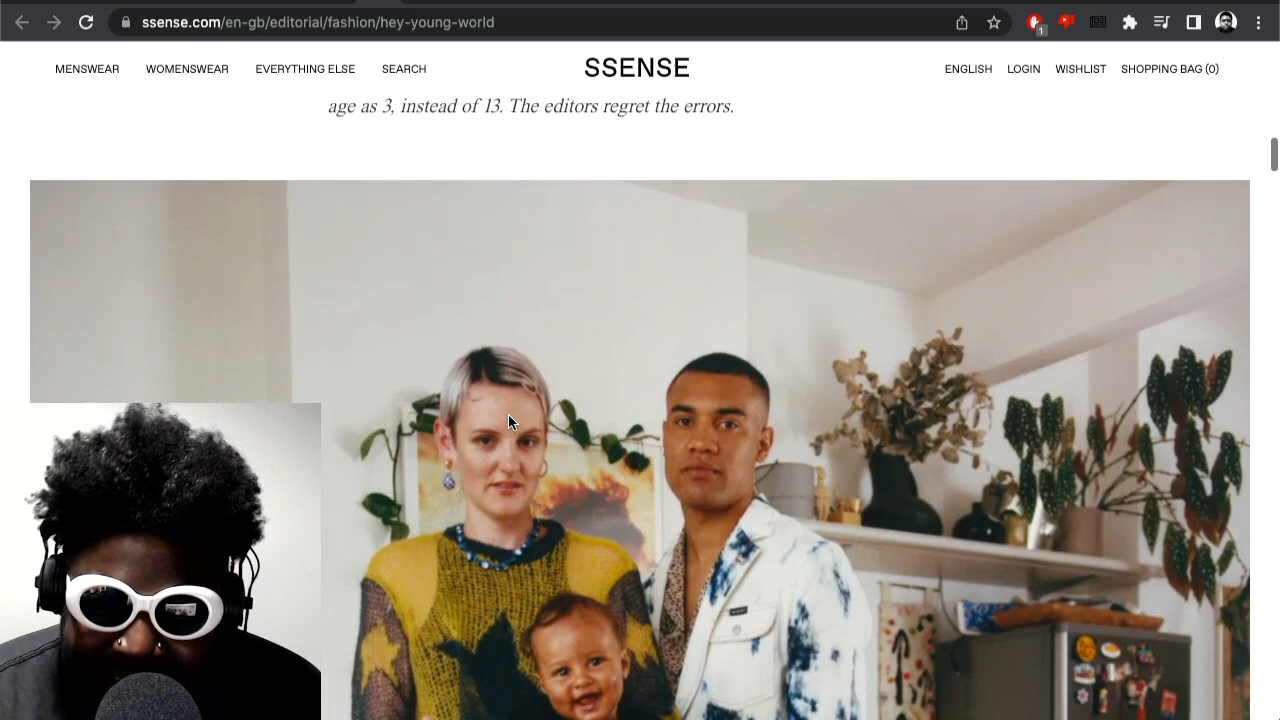 ssense.com/en-gb/editorial/fashion/hey-young-world
1
MENSWEAR WOMENSWEAR EVERYTHING ELSE SEARCH SSENSE ENGLISH LOGIN WISHLIST SHOPPING BAG (0)
age as 3, instead of 13. The editors regret the errors.